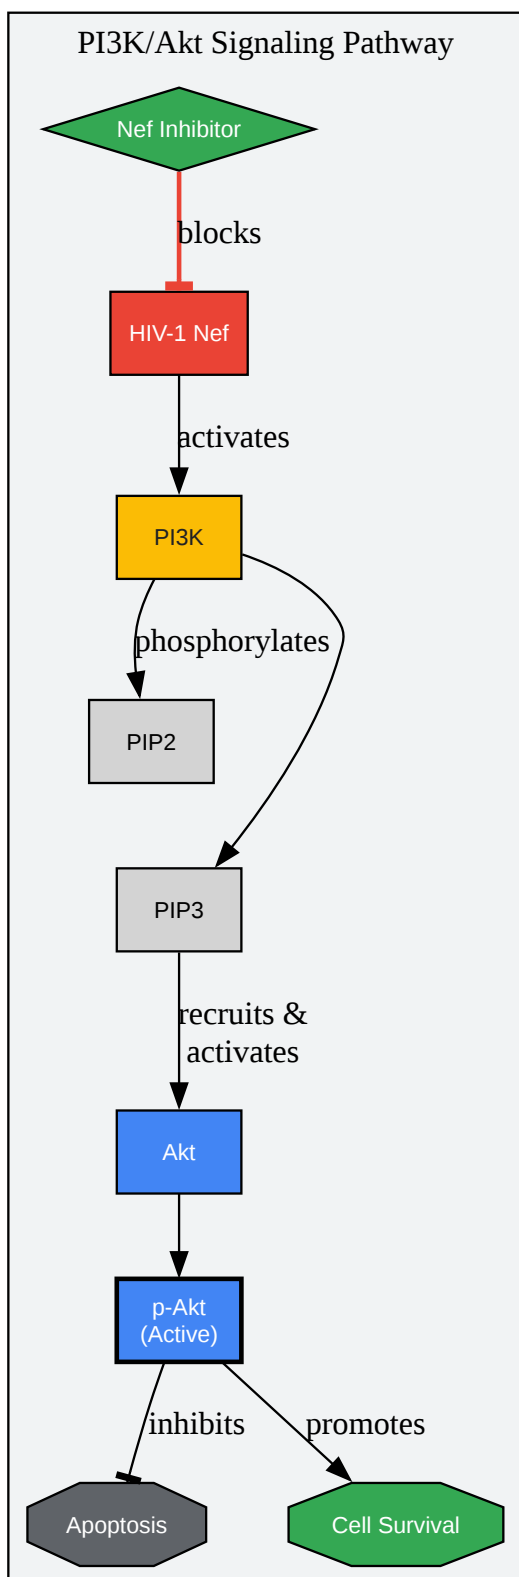 PI3K/Akt Signaling Pathway
Nef Inhibitor
blocks
HIV-1 Nef
activates
PI3K
phosphorylates
PIP2
PIP3
recruits &
activates
Akt
p-Akt
(Active)
inhibits
promotes
Apoptosis
Cell Survival